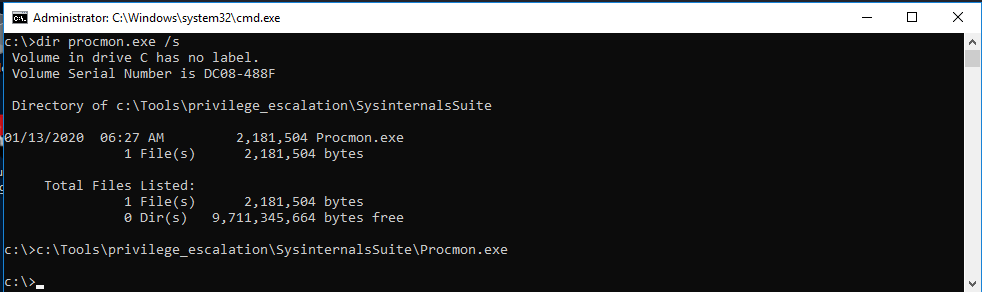 Administrator: C:\Windows\system32\cmd.exe
c:\>dir procmon.exe /s
 Volume in drive C has no label.
 Volume Serial Number is DC08-488F

 Directory of c:\Tools\privilege_escalation\SysinternalsSuite

01/13/2020  06:27 AM         2,181,504 Procmon.exe
               1 File(s)      2,181,504 bytes

     Total Files Listed:
               1 File(s)      2,181,504 bytes
               0 Dir(s)   9,711,345,664 bytes free

c:\>c:\Tools\privilege_escalation\SysinternalsSuite\Procmon.exe

c:\>